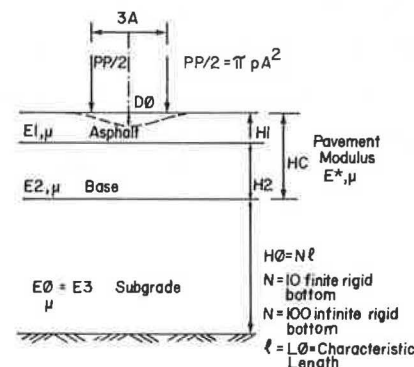 3A
PP/2
DØ
PP/2 = π pA²
E1,μ
Asphalt
H1
HC
Pavement
Modulus
E*,μ
E2,μ
Base
H2
EØ = E3
Subgrade
μ
HØ=Nℓ
N=10 finite rigid
bottom
N=100 infinite rigid
bottom
ℓ = LØ=Characteristic
Length